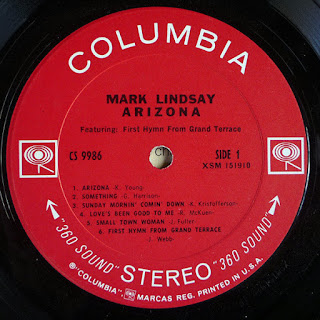 COLUMBIA
MARK LINDSAY
ARIZONA
Featuring: First Hymn From Grand Terrace
CS 9986
SIDE 1
XSM 151910
1. ARIZONA -K. Young-
2. SOMETHING -G. Harrison-
3. SUNDAY MORNIN' COMIN' DOWN -K. Kristofferson-
4. LOVE'S BEEN GOOD TO ME -R. McKuen-
5. SMALL TOWN WOMAN -J. Fuller-
6. FIRST HYMN FROM GRAND TERRACE
-J. Webb-
"360 SOUND" STEREO "360 SOUND"
® "COLUMBIA", MARCAS REG. PRINTED IN U.S.A.